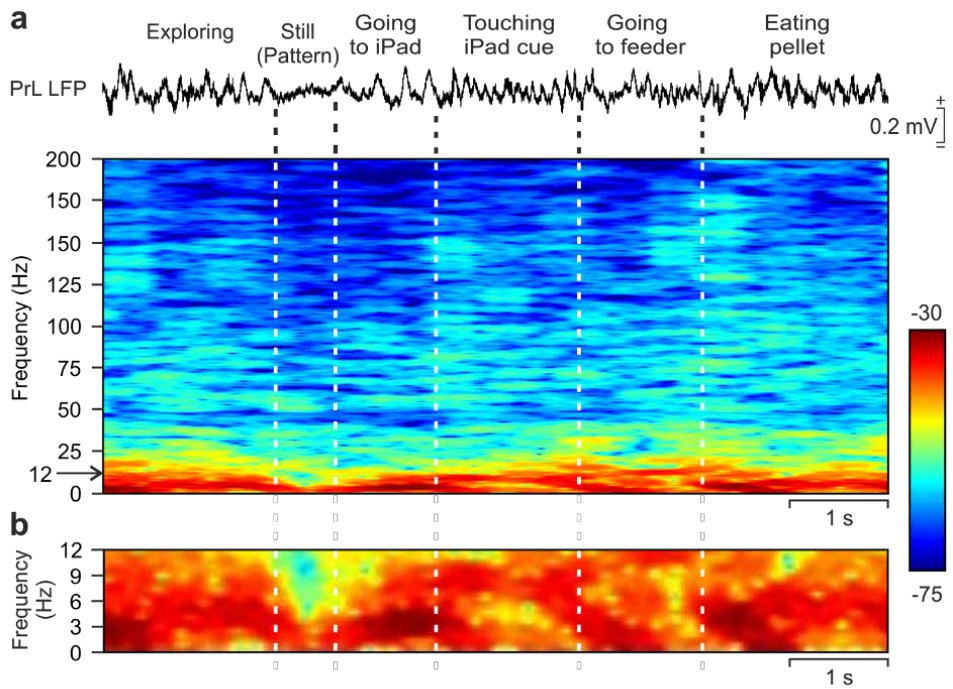 a
Exploring
Still
(Pattern)
Going
to iPad
Touching
iPad cue
Going
to feeder
Eating
pellet
PrL LFP
+
0.2 mV
=
200
150
150
125
100
75
50
25
12
0
Frequency (Hz)
1 s
-30
-75
b
12
9
6
3
0
Frequency
(Hz)
1 s